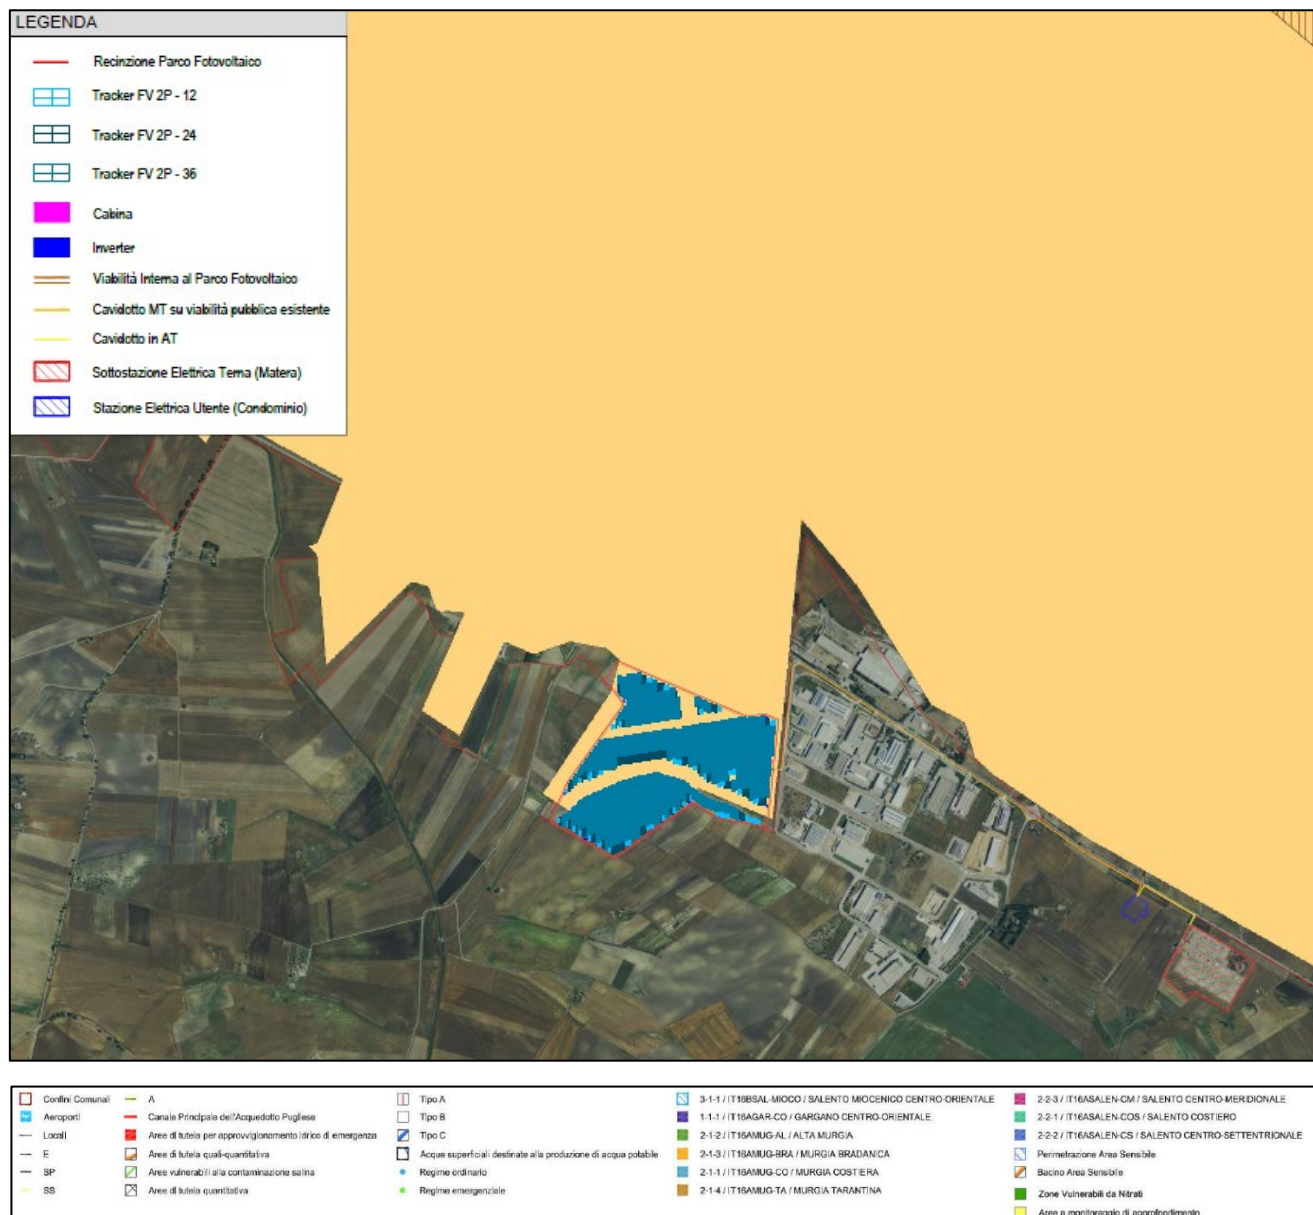 LEGENDA
Recinzione Parco Fotovoltaico
Tracker FV 2P - 12
Tracker FV 2P - 24
Tracker FV 2P - 36
Cabina
Inverter
Viabilità Interna al Parco Fotovoltaico
Cavidotto MT su viabilità pubblica esistente
Cavidotto in AT
Sottostazione Elettrica Terna (Matera)
Stazione Elettrica Utente (Condominio)
Confini Comunali
Aeroporti
Locali
E
SP
SS
A
Canale Principale dell'Acquedotto Pugliese
Aree di tutela per approvvigionamento idrico di emergenza
Aree di tutela quali-quantitativa
Aree vulnerabili alla contaminazione salina
Aree di tutela quantitativa
Tipo A
Tipo B
Tipo C
Acque superficiali destinate alla produzione di acqua potabile
Regime ordinario
Regime emergenziale
3-1-1 / IT16BSAL-MIOCO / SALENTO MIOCENICO CENTRO-ORIENTALE
1-1-1 / IT16AGAR-CO / GARGANO CENTRO-ORIENTALE
2-1-2 / IT16AMUG-AL / ALTA MURGIA
2-1-3 / IT16AMUG-BRA / MURGIA BRADANICA
2-1-1 / IT16AMUG-CO / MURGIA COSTIERA
2-1-4 / IT16AMUG-TA / MURGIA TARANTINA
2-2-3 / IT16ASALEN-CM / SALENTO CENTRO-MERIDIONALE
2-2-1 / IT16ASALEN-COS / SALENTO COSTIERO
2-2-2 / IT16ASALEN-CS / SALENTO CENTRO-SETTENTRIONALE
Perimetrazione Area Sensibile
Bacino Area Sensibile
Zone Vulnerabili da Nitrati
Area a monitoraggio di approfondimento